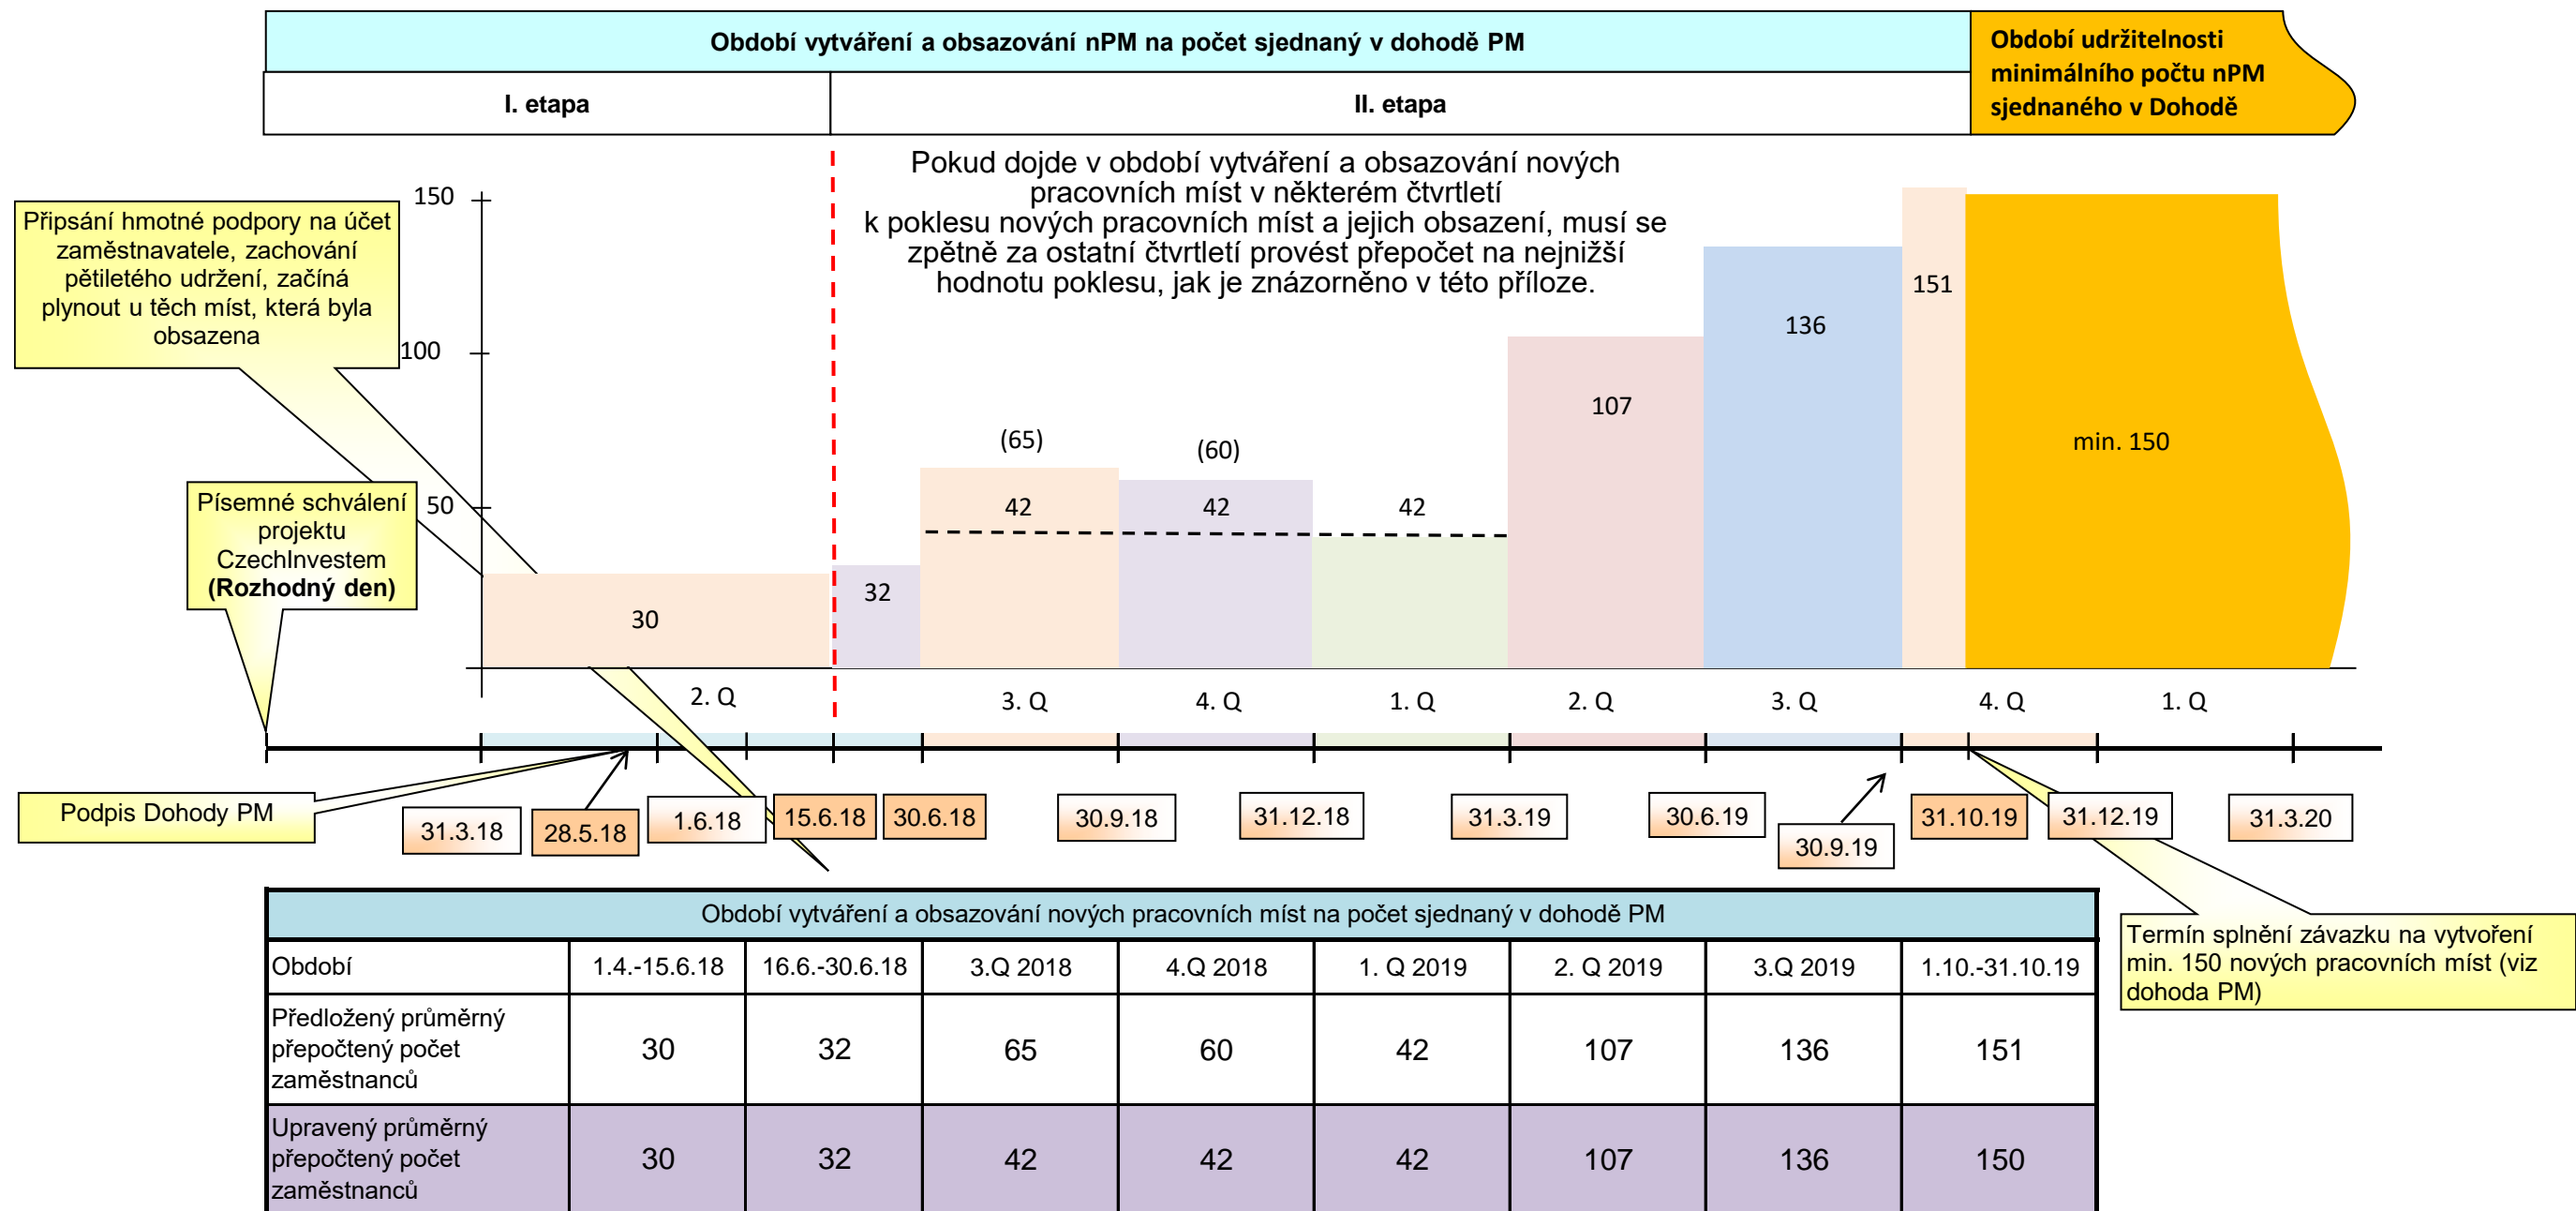 Období vytváření a obsazování nPM na počet sjednaný v dohodě PM
Období udržitelnosti
minimálního počtu nPM
sjednaného v Dohodě
I. etapa
II. etapa
Pokud dojde v období vytváření a obsazování nových
pracovních míst v některém čtvrtletí
k poklesu nových pracovních míst a jejich obsazení, musí se
zpětně za ostatní čtvrtletí provést přepočet na nejnižší
hodnotu poklesu, jak je znázorněno v této příloze.
Připsání hmotné podpory na účet
zaměstnavatele, zachování
pětiletého udržení, začíná
plynout u těch míst, která byla
obsazena
150
100
50
Písemné schválení
projektu
CzechInvestem
(Rozhodný den)
30
32
(65)
42
(60)
42
42
107
136
151
min. 150
2. Q
3. Q
4. Q
1. Q
2. Q
3. Q
4. Q
1. Q
Podpis Dohody PM
31.3.18
28.5.18
1.6.18
15.6.18
30.6.18
30.9.18
31.12.18
31.3.19
30.6.19
30.9.19
31.10.19
31.12.19
31.3.20
Termín splnění závazku na vytvoření
min. 150 nových pracovních míst (viz
dohoda PM)
Období vytváření a obsazování nových pracovních míst na počet sjednaný v dohodě PM
Období 1.4.-15.6.18 16.6.-30.6.18 3.Q 2018 4.Q 2018 1. Q 2019 2. Q 2019 3.Q 2019 1.10.-31.10.19
Předložený průměrný
přepočtený počet
zaměstnanců
30 32 65 60 42 107 136 151
Upravený průměrný
přepočtený počet
zaměstnanců
30 32 42 42 42 107 136 150